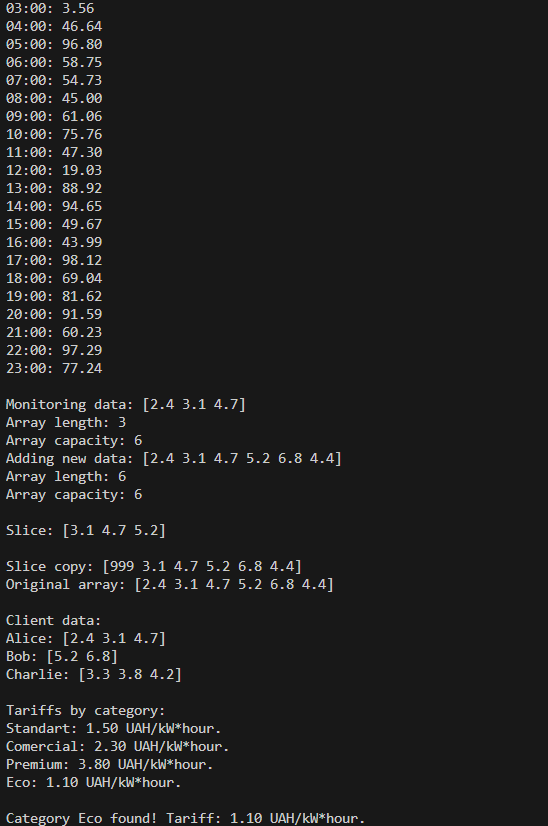 03:00: 3.56
04:00: 46.64
05:00: 96.80
06:00: 58.75
07:00: 54.73
08:00: 45.00
09:00: 61.06
10:00: 75.76
11:00: 47.30
12:00: 19.03
13:00: 88.92
14:00: 94.65
15:00: 49.67
16:00: 43.99
17:00: 98.12
18:00: 69.04
19:00: 81.62
20:00: 91.59
21:00: 60.23
22:00: 97.29
23:00: 77.24

Monitoring data: [2.4 3.1 4.7]
Array length: 3
Array capacity: 6
Adding new data: [2.4 3.1 4.7 5.2 6.8 4.4]
Array length: 6
Array capacity: 6

Slice: [3.1 4.7 5.2]

Slice copy: [999 3.1 4.7 5.2 6.8 4.4]
Original array: [2.4 3.1 4.7 5.2 6.8 4.4]

Client data:
Alice: [2.4 3.1 4.7]
Bob: [5.2 6.8]
Charlie: [3.3 3.8 4.2]

Tariffs by category:
Standart: 1.50 UAH/kW*hour.
Comercial: 2.30 UAH/kW*hour.
Premium: 3.80 UAH/kW*hour.
Eco: 1.10 UAH/kW*hour.

Category Eco found! Tariff: 1.10 UAH/kW*hour.